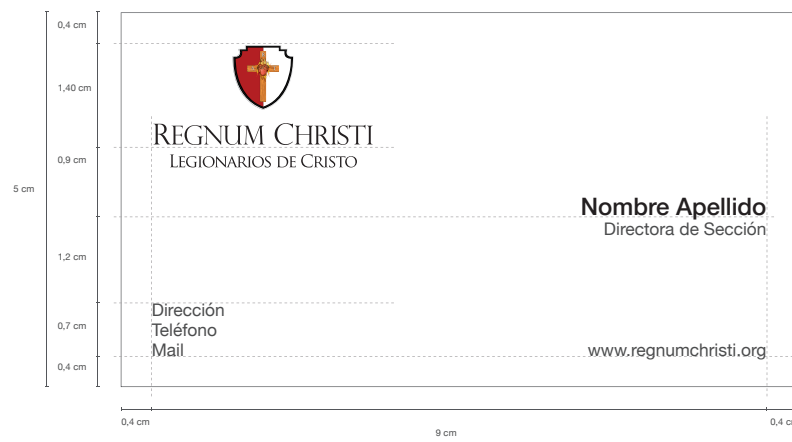 0,4 cm
1,40 cm
REGNUM CHRISTI
LEGIONARIOS DE CRISTO
0,9 cm
5 cm
Nombre Apellido
Directora de Sección
1,2 cm
Dirección
0,7 cm
Teléfono
Mail
www.regnumchristi.org
0,4 cm
0,4 cm
9 cm
0,4 c